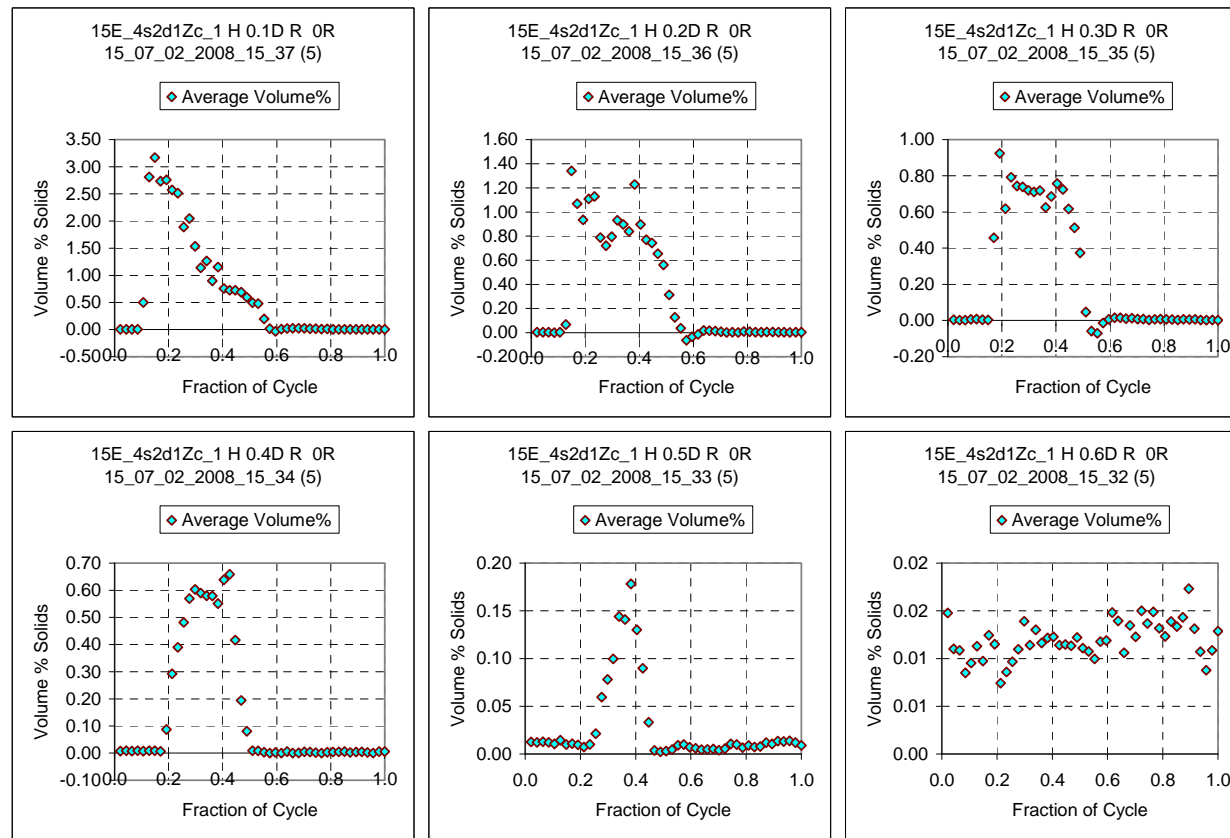 15E_4s2d1Zc_1 H 0.1D R  0R
15_07_02_2008_15_37 (5)
Average Volume%
3.50
3.00
2.50
2.00
1.50
1.00
0.50
0.00
-0.50
0.0 0.2 0.4 0.6 0.8 1.0
Volume % Solids
Fraction of Cycle
15E_4s2d1Zc_1 H 0.2D R  0R
15_07_02_2008_15_36 (5)
Average Volume%
1.60
1.40
1.20
1.00
0.80
0.60
0.40
0.20
0.00
-0.20
0.0 0.2 0.4 0.6 0.8 1.0
Volume % Solids
Fraction of Cycle
15E_4s2d1Zc_1 H 0.3D R  0R
15_07_02_2008_15_35 (5)
Average Volume%
1.00
0.80
0.60
0.40
0.20
0.00
-0.20
0.0 0.2 0.4 0.6 0.8 1.0
Volume % Solids
Fraction of Cycle
15E_4s2d1Zc_1 H 0.4D R  0R
15_07_02_2008_15_34 (5)
Average Volume%
0.70
0.60
0.50
0.40
0.30
0.20
0.10
0.00
-0.10
0.0 0.2 0.4 0.6 0.8 1.0
Volume % Solids
Fraction of Cycle
15E_4s2d1Zc_1 H 0.5D R  0R
15_07_02_2008_15_33 (5)
Average Volume%
0.20
0.15
0.10
0.05
0.00
0.0 0.2 0.4 0.6 0.8 1.0
Volume % Solids
Fraction of Cycle
15E_4s2d1Zc_1 H 0.6D R  0R
15_07_02_2008_15_32 (5)
Average Volume%
0.02
0.02
0.01
0.01
0.00
0.0 0.2 0.4 0.6 0.8 1.0
Volume % Solids
Fraction of Cycle